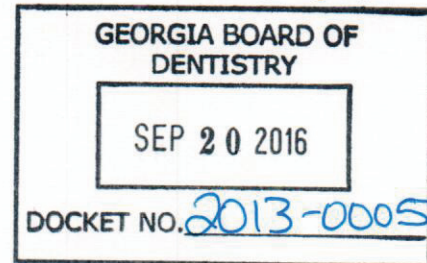 GEORGIA BOARD OF
DENTISTRY
SEP 20 2016
DOCKET NO. 2013-0005